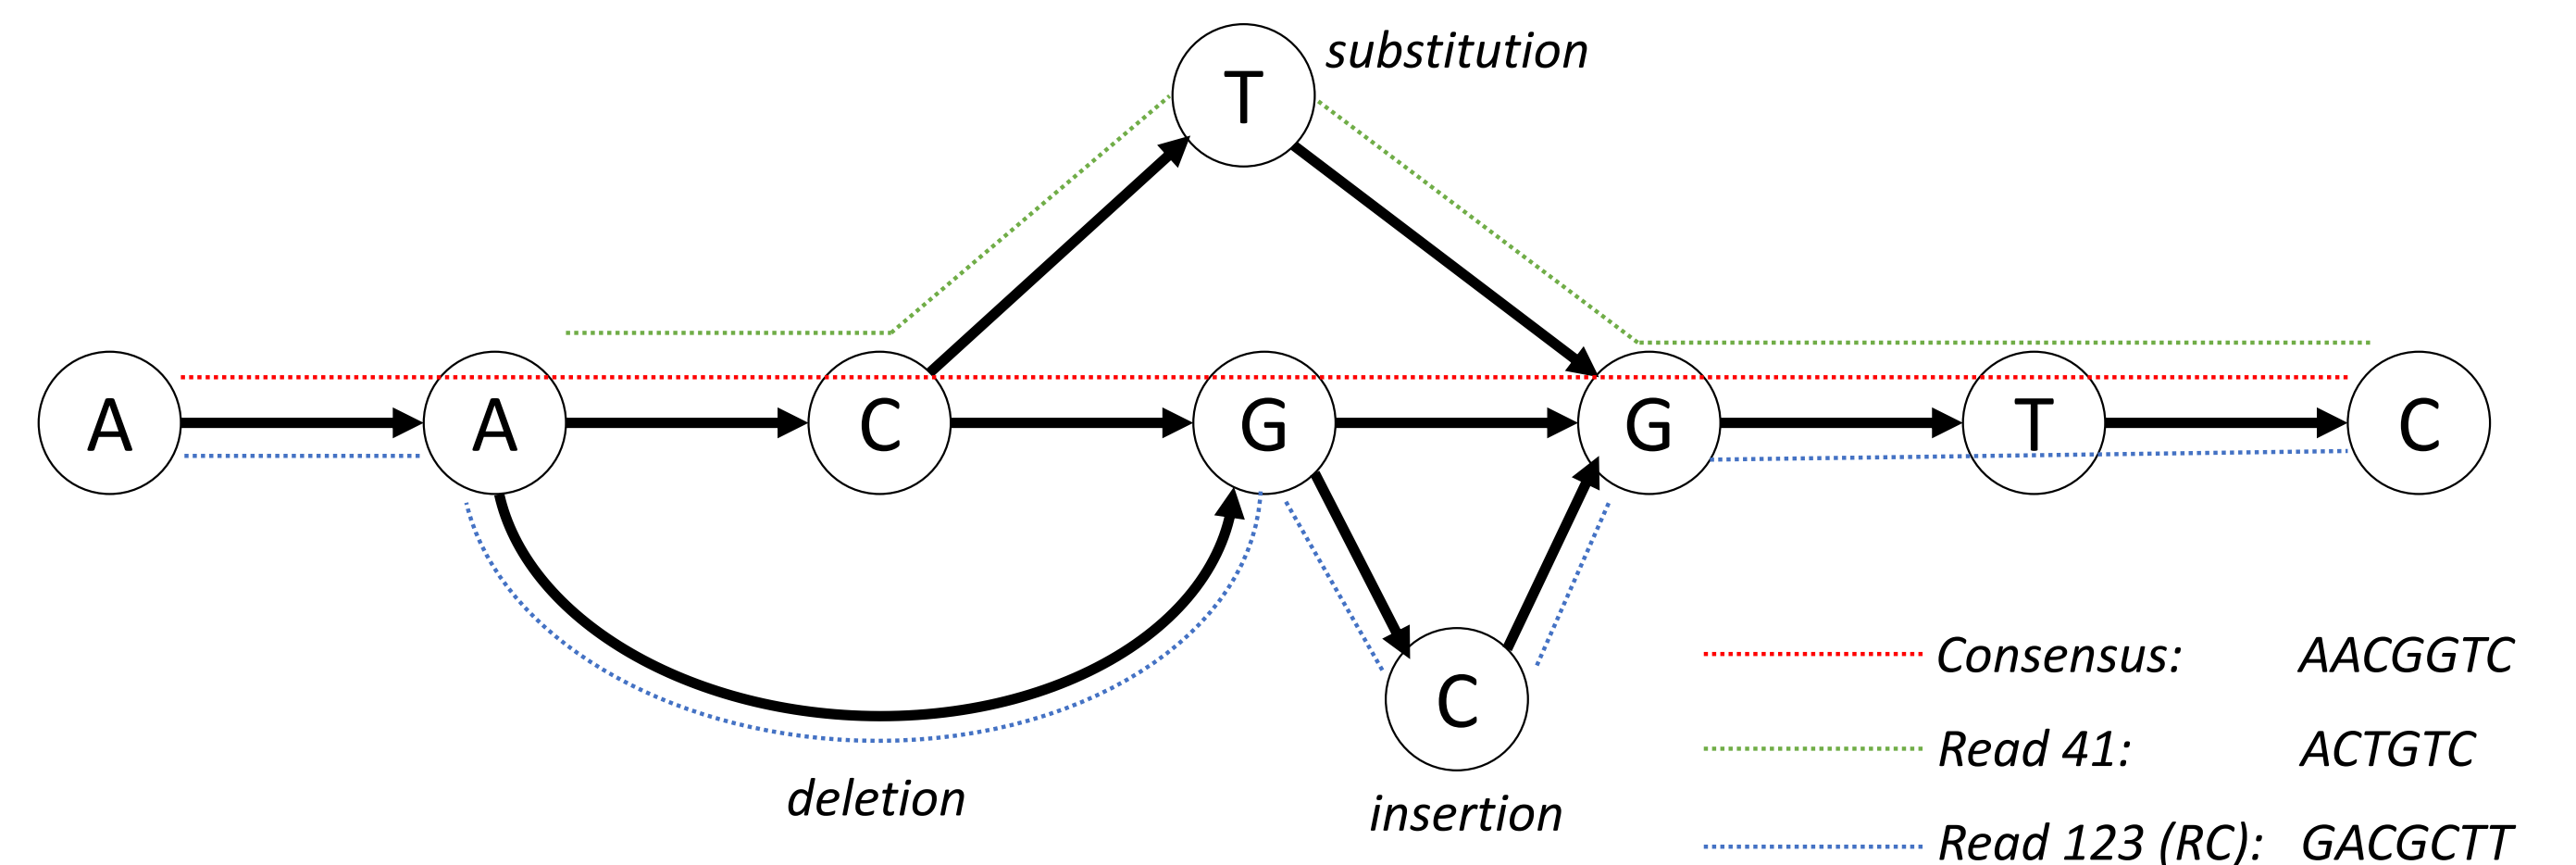 T substitution
A A C G G T C
C
deletion
insertion
Consensus: AACGGTC
Read 41: ACTGTC
Read 123 (RC): GACGCTT